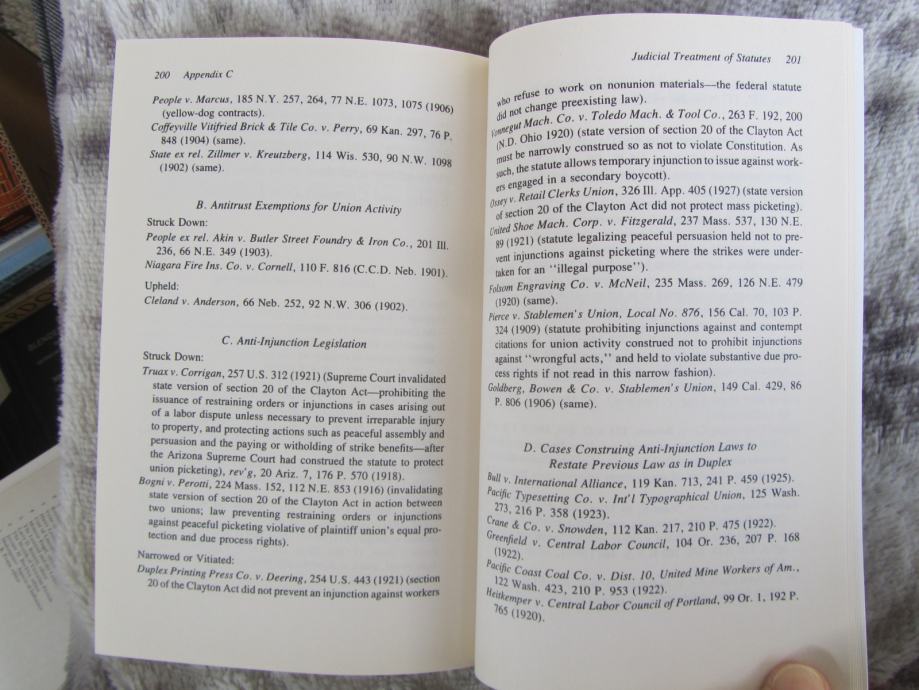 200 Appendix C
People v. Marcus, 185 N.Y. 257, 264, 77 N.E. 1073, 1075 (1906)
(yellow-dog contracts).
Coffeyville Vitifried Brick & Tile Co. v. Perry, 69 Kan. 297, 76 P.
848 (1904) (same).
State ex rel. Zillmer v. Kreutzberg, 114 Wis. 530, 90 N.W. 1098
(1902) (same).
B. Antitrust Exemptions for Union Activity
Struck Down:
People ex rel. Akin v. Butler Street Foundry & Iron Co., 201 Ill.
236, 66 N.E. 349 (1903).
Niagara Fire Ins. Co. v. Cornell, 110 F. 816 (C.C.D. Neb. 1901).
Upheld:
Cleland v. Anderson, 66 Neb. 252, 92 N.W. 306 (1902).
C. Anti-Injunction Legislation
Struck Down:
Truax v. Corrigan, 257 U.S. 312 (1921) (Supreme Court invalidated
state version of section 20 of the Clayton Act—prohibiting the
issuance of restraining orders or injunctions in cases arising out
of a labor dispute unless necessary to prevent irreparable injury
to property, and protecting actions such as peaceful assembly and
persuasion and the paying or witholding of strike benefits—after
the Arizona Supreme Court had construed the statute to protect
union picketing), rev'g, 20 Ariz. 7, 176 P. 570 (1918).
Bogni v. Perotti, 224 Mass. 152, 112 N.E. 853 (1916) (invalidating
state version of section 20 of the Clayton Act in action between
two unions; law preventing restraining orders or injunctions
against peaceful picketing violative of plaintiff union's equal pro-
tection and due process rights).
Narrowed or Vitiated:
Duplex Printing Press Co. v. Deering, 254 U.S. 443 (1921) (section
20 of the Clayton Act did not prevent an injunction against workers
Judicial Treatment of Statutes 201
who refuse to work on nonunion materials—the federal statute
did not change preexisting law).
Vonnegut Mach. Co. v. Toledo Mach. & Tool Co., 263 F. 192, 200
(N.D. Ohio 1920) (state version of section 20 of the Clayton Act
must be narrowly construed so as not to violate Constitution. As
such, the statute allows temporary injunction to issue against work-
ers engaged in a secondary boycott).
Ossey v. Retail Clerks Union, 326 Ill. App. 405 (1927) (state version
of section 20 of the Clayton Act did not protect mass picketing).
United Shoe Mach. Corp. v. Fitzgerald, 237 Mass. 537, 130 N.E.
89 (1921) (statute legalizing peaceful persuasion held not to pre-
vent injunctions against picketing where the strikes were under-
taken for an "illegal purpose").
Folsom Engraving Co. v. McNeil, 235 Mass. 269, 126 N.E. 479
(1920) (same).
Pierce v. Stablemen's Union, Local No. 876, 156 Cal. 70, 103 P.
324 (1909) (statute prohibiting injunctions against and contempt
citations for union activity construed not to prohibit injunctions
against "wrongful acts," and held to violate substantive due pro-
cess rights if not read in this narrow fashion).
Goldberg, Bowen & Co. v. Stablemen's Union, 149 Cal. 429, 86
P. 806 (1906) (same).
D. Cases Construing Anti-Injunction Laws to
Restate Previous Law as in Duplex
Bull v. International Alliance, 119 Kan. 713, 241 P. 459 (1925).
Pacific Typesetting Co. v. Int'l Typographical Union, 125 Wash.
273, 216 P. 358 (1923).
Crane & Co. v. Snowden, 112 Kan. 217, 210 P. 475 (1922).
Greenfield v. Central Labor Council, 104 Or. 236, 207 P. 168
(1922).
Pacific Coast Coal Co. v. Dist. 10, United Mine Workers of Am.,
122 Wash. 423, 210 P. 953 (1922).
Heitkemper v. Central Labor Council of Portland, 99 Or. 1, 192 P.
765 (1920).